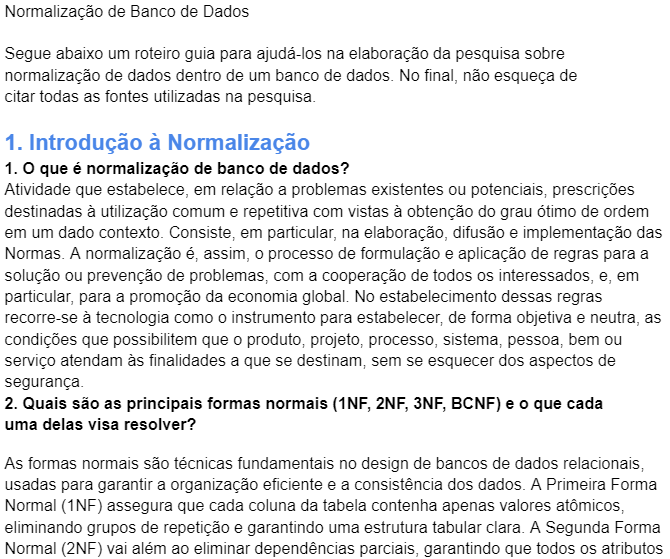 Normalização de Banco de Dados
Segue abaixo um roteiro guia para ajudá-los na elaboração da pesquisa sobre
normalização de dados dentro de um banco de dados. No final, não esqueça de
citar todas as fontes utilizadas na pesquisa.
1. Introdução à Normalização
1. O que é normalização de banco de dados?
Atividade que estabelece, em relação a problemas existentes ou potenciais, prescrições
destinadas à utilização comum e repetitiva com vistas à obtenção do grau ótimo de ordem
em um dado contexto. Consiste, em particular, na elaboração, difusão e implementação das
Normas. A normalização é, assim, o processo de formulação e aplicação de regras para a
solução ou prevenção de problemas, com a cooperação de todos os interessados, e, em
particular, para a promoção da economia global. No estabelecimento dessas regras
recorre-se à tecnologia como o instrumento para estabelecer, de forma objetiva e neutra, as
condições que possibilitem que o produto, projeto, processo, sistema, pessoa, bem ou
serviço atendam às finalidades a que se destinam, sem se esquecer dos aspectos de
segurança.
2. Quais são as principais formas normais (1NF, 2NF, 3NF, BCNF) e o que cada
uma delas visa resolver?
As formas normais são técnicas fundamentais no design de bancos de dados relacionais,
usadas para garantir a organização eficiente e a consistência dos dados. A Primeira Forma
Normal (1NF) assegura que cada coluna da tabela contenha apenas valores atômicos,
eliminando grupos de repetição e garantindo uma estrutura tabular clara. A Segunda Forma
Normal (2NF) vai além ao eliminar dependências parciais, garantindo que todos os atributos